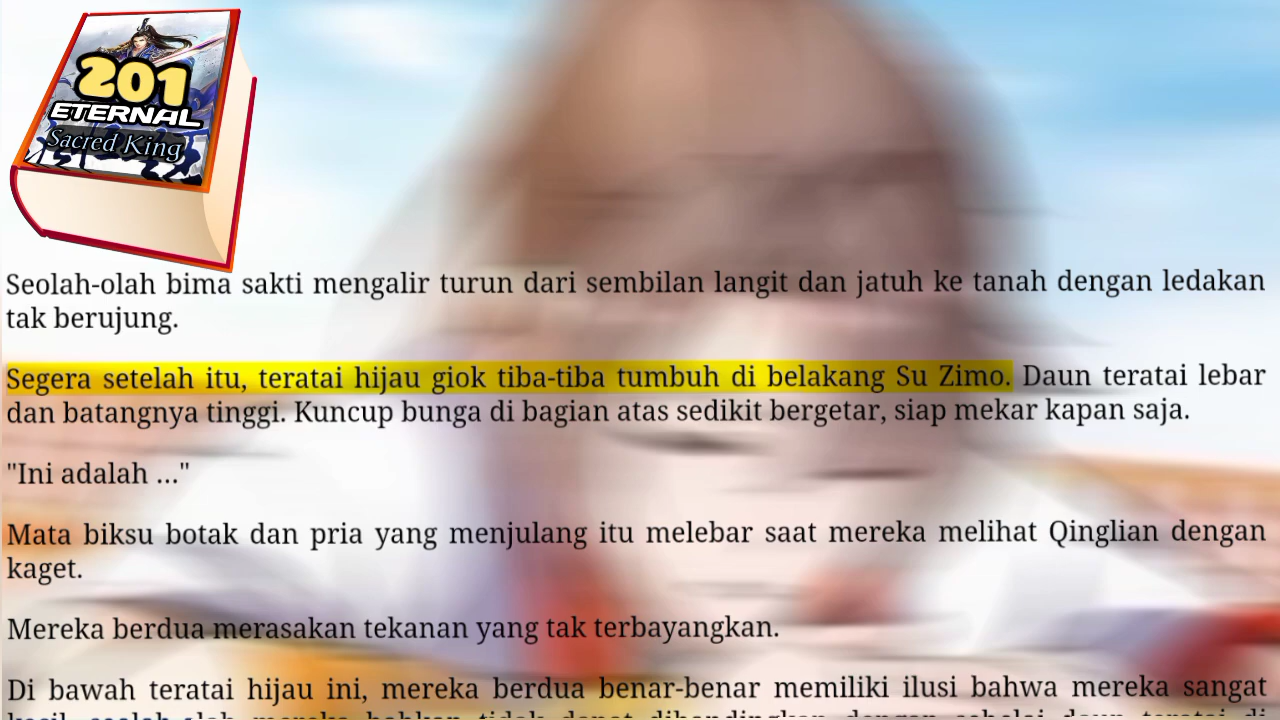 201
ETERNAL
Sacred King
Seolah-olah bima sakti mengalir turun dari sembilan langit dan jatuh ke tanah dengan ledakan
tak berujung.
Segera setelah itu, teratai hijau giok tiba-tiba tumbuh di belakang Su Zimo. Daun teratai lebar
dan batangnya tinggi. Kuncup bunga di bagian atas sedikit bergetar, siap mekar kapan saja.
"Ini adalah ..."
Mata biksu botak dan pria yang menjulang itu melebar saat mereka melihat Qinglian dengan
kaget.
Mereka berdua merasakan tekanan yang tak terbayangkan.
Di bawah teratai hijau ini, mereka berdua benar-benar memiliki ilusi bahwa mereka sangat